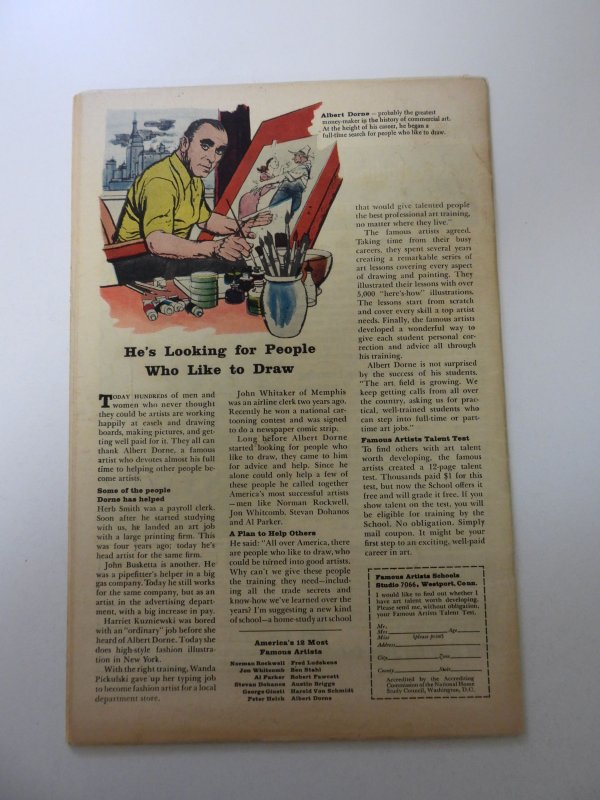 Albert Dorne – probably the greatest
money-maker in the history of commercial art.
At the height of his career, he began a
full-time search for people who like to draw.
He's Looking for People
Who Like to Draw
TODAY HUNDREDS of men and
women who never thought
they could be artists are working
happily at easels and drawing
boards, making pictures, and get-
ting well paid for it. They all can
thank Albert Dorne, a famous
artist who devotes almost his full
time to helping other people be-
come artists.
Some of the people
Dorne has helped
Herb Smith was a payroll clerk.
Soon after he started studying
with us, he landed an art job
with a large printing firm. This
was four years ago; today he's
head artist for the same firm.
John Busketta is another. He
was a pipefitter's helper in a big
gas company. Today he still works
for the same company, but as an
artist in the advertising depart-
ment, with a big increase in pay.
Harriet Kuzniewski was bored
with an "ordinary" job before she
heard of Albert Dorne. Today she
does high-style fashion illustra-
tion in New York.
With the right training, Wanda
Pickulski gave up her typing job
to become fashion artist for a local
department store.
John Whitaker of Memphis
was an airline clerk two years ago.
Recently he won a national car-
tooning contest and was signed
to do a newspaper comic strip.
Long before Albert Dorne
started looking for people who
like to draw, they came to him
for advice and help. Since he
alone could only help a few of
these people he called together
America's most successful artists
—men like Norman Rockwell,
Jon Whitcomb, Stevan Dohanos
and Al Parker.
A Plan to Help Others
He said: "All over America, there
are people who like to draw, who
could be turned into good artists.
Why can't we give these people
the training they need—includ-
ing all the trade secrets and
know-how we've learned over the
years? I'm suggesting a new kind
of school—a home-study art school
America's 12 Most
Famous Artists
Norman Rockwell Fred Ludekens
Jon Whitcomb Ben Stahl
Al Parker Robert Fawcett
Stevan Dohanos Austin Briggs
George Giusti Harold Von Schmidt
Peter Helck Albert Dorne
that would give talented people
the best professional art training,
no matter where they live."
The famous artists agreed.
Taking time from their busy
careers, they spent several years
creating a remarkable series of
art lessons covering every aspect
of drawing and painting. They
illustrated their lessons with over
5,000 "here's-how" illustrations.
The lessons start from scratch
and cover every skill a top artist
needs. Finally, the famous artists
developed a wonderful way to
give each student personal cor-
rection and advice all through
his training.
Albert Dorne is not surprised
by the success of his students.
"The art field is growing. We
keep getting calls from all over
the country, asking us for prac-
tical, well-trained students who
can step into full-time or part-
time art jobs."
Famous Artists Talent Test
To find others with art talent
worth developing, the famous
artists created a 12-page talent
test. Thousands paid $1 for this
test, but now the School offers it
free and will grade it free. If you
show talent on the test, you will
be eligible for training by the
School. No obligation. Simply
mail coupon. It might be your
first step to an exciting, well-paid
career in art.
Famous Artists Schools
Studio 7066, Westport, Conn.
I would like to find out whether I
have art talent worth developing.
Please send me, without obligation,
your Famous Artists Talent Test.
Mr.
Mrs. Age
Miss (please print)
Address
City Zone
County State
Accredited by the Accrediting
Commission of the National Home
Study Council, Washington, D.C.